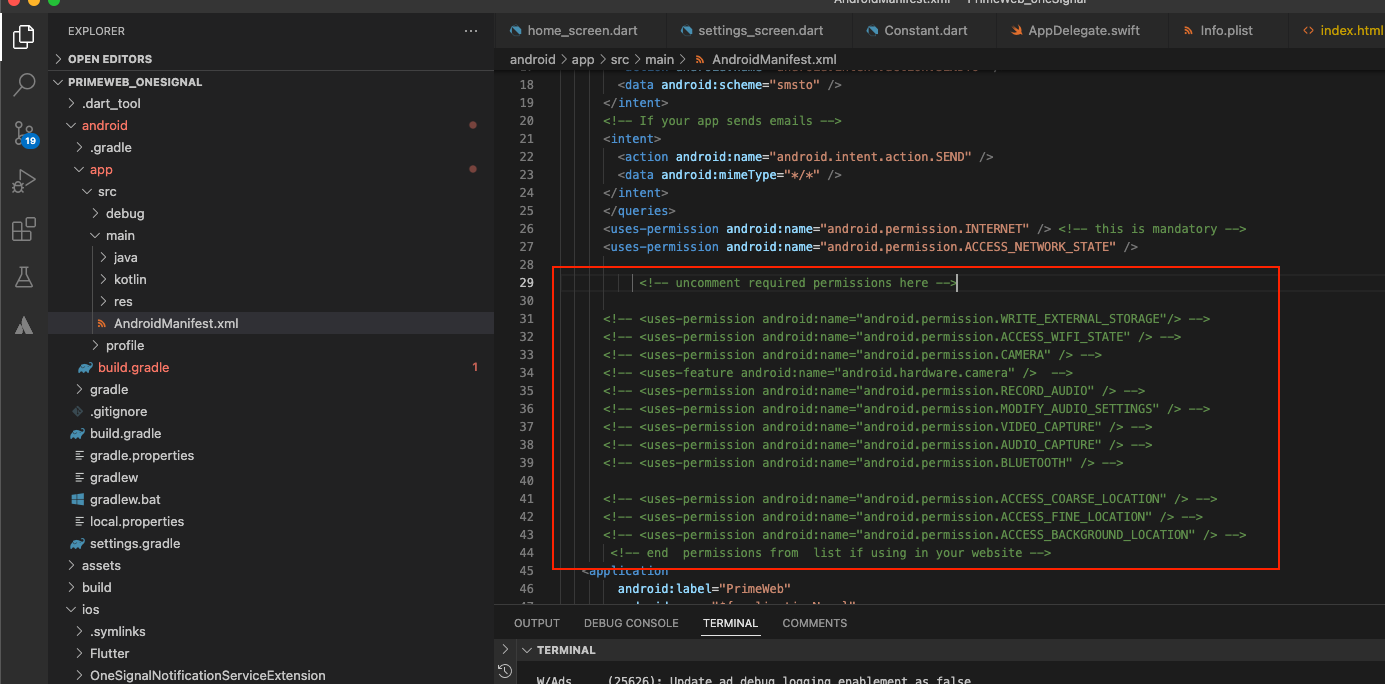 AndroidManifest.xml — PrimeWeb_oneSignal
EXPLORER
OPEN EDITORS
PRIMEWEB_ONESIGNAL
.dart_tool
android
.gradle
app
src
debug
main
java
kotlin
res
AndroidManifest.xml
profile
build.gradle 1
gradle
.gitignore
build.gradle
gradle.properties
gradlew
gradlew.bat
local.properties
settings.gradle
assets
build
ios
.symlinks
Flutter
OneSignalNotificationServiceExtension
19
home_screen.dart settings_screen.dart Constant.dart AppDelegate.swift Info.plist index.html
android > app > src > main > AndroidManifest.xml
18 <data android:scheme="smsto" />
19 </intent>
20 <!-- If your app sends emails -->
21 <intent>
22 <action android:name="android.intent.action.SEND" />
23 <data android:mimeType="*/*" />
24 </intent>
25 </queries>
26 <uses-permission android:name="android.permission.INTERNET" /> <!-- this is mandatory -->
27 <uses-permission android:name="android.permission.ACCESS_NETWORK_STATE" />
28
29 <!-- uncomment required permissions here -->
30
31 <!-- <uses-permission android:name="android.permission.WRITE_EXTERNAL_STORAGE"/> -->
32 <!-- <uses-permission android:name="android.permission.ACCESS_WIFI_STATE" /> -->
33 <!-- <uses-permission android:name="android.permission.CAMERA" /> -->
34 <!-- <uses-feature android:name="android.hardware.camera" />  -->
35 <!-- <uses-permission android:name="android.permission.RECORD_AUDIO" /> -->
36 <!-- <uses-permission android:name="android.permission.MODIFY_AUDIO_SETTINGS" /> -->
37 <!-- <uses-permission android:name="android.permission.VIDEO_CAPTURE" /> -->
38 <!-- <uses-permission android:name="android.permission.AUDIO_CAPTURE" /> -->
39 <!-- <uses-permission android:name="android.permission.BLUETOOTH" /> -->
40
41 <!-- <uses-permission android:name="android.permission.ACCESS_COARSE_LOCATION" /> -->
42 <!-- <uses-permission android:name="android.permission.ACCESS_FINE_LOCATION" /> -->
43 <!-- <uses-permission android:name="android.permission.ACCESS_BACKGROUND_LOCATION" /> -->
44 <!-- end  permissions from  list if using in your website -->
45 <application
46 android:label="PrimeWeb"
OUTPUT DEBUG CONSOLE TERMINAL COMMENTS
TERMINAL
W/Ads (25626): Update ad debug logging enablement as false